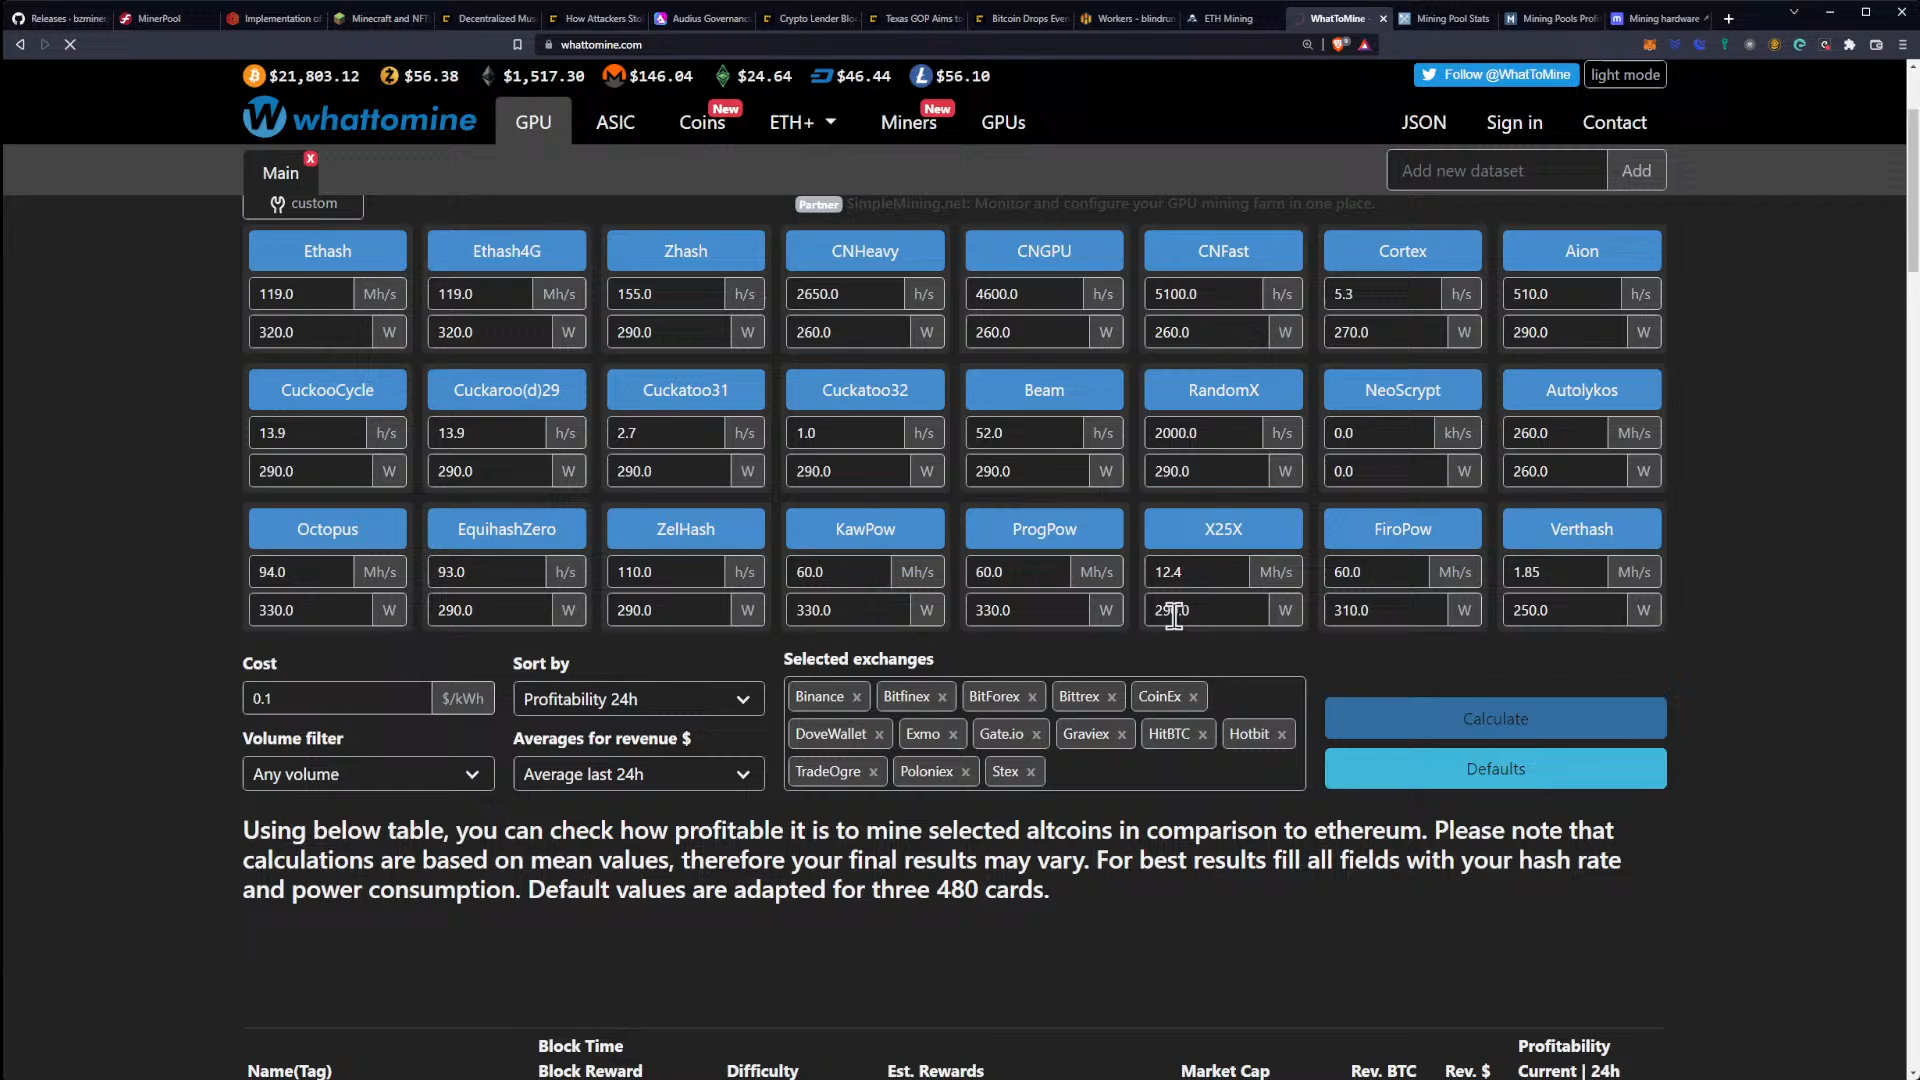 Releases - bzminer
MinerPool
Implementation of
Minecraft and NFT
Decentralized Mus
How Attackers Sto
Audius Governanc
Crypto Lender Blo
Texas GOP Aims to
Bitcoin Drops Ever
Workers - blindrun
ETH Mining
WhatToMine
Mining Pool Stats
Mining Pools Profi
Mining hardware
whattomine.com
$21,803.12 $56.38 $1,517.30 $146.04 $24.64 $46.44 $56.10
Follow @WhatToMine
light mode
whattomine
GPU
ASIC
Coins
New
ETH+
Miners
New
GPUs
JSON
Sign in
Contact
Main
X
Add new dataset
Add
custom
Partner SimpleMining.net: Monitor and configure your GPU mining farm in one place.
Ethash Ethash4G Zhash CNHeavy CNGPU CNFast Cortex Aion
119.0 Mh/s 119.0 Mh/s 155.0 h/s 2650.0 h/s 4600.0 h/s 5100.0 h/s 5.3 h/s 510.0 h/s
320.0 W 320.0 W 290.0 W 260.0 W 260.0 W 260.0 W 270.0 W 290.0 W
CuckooCycle Cuckaroo(d)29 Cuckatoo31 Cuckatoo32 Beam RandomX NeoScrypt Autolykos
13.9 h/s 13.9 h/s 2.7 h/s 1.0 h/s 52.0 h/s 2000.0 h/s 0.0 kh/s 260.0 Mh/s
290.0 W 290.0 W 290.0 W 290.0 W 290.0 W 290.0 W 0.0 W 260.0 W
Octopus EquihashZero ZelHash KawPow ProgPow X25X FiroPow Verthash
94.0 Mh/s 93.0 h/s 110.0 h/s 60.0 Mh/s 60.0 Mh/s 12.4 Mh/s 60.0 Mh/s 1.85 Mh/s
330.0 W 290.0 W 290.0 W 330.0 W 330.0 W 290.0 W 310.0 W 250.0 W
Cost
0.1 $/kWh
Volume filter
Any volume
Sort by
Profitability 24h
Averages for revenue $
Average last 24h
Selected exchanges
Binance × Bitfinex × BitForex × Bittrex × CoinEx ×
DoveWallet × Exmo × Gate.io × Graviex × HitBTC × Hotbit ×
TradeOgre × Poloniex × Stex ×
Calculate
Defaults
Using below table, you can check how profitable it is to mine selected altcoins in comparison to ethereum. Please note that
calculations are based on mean values, therefore your final results may vary. For best results fill all fields with your hash rate
and power consumption. Default values are adapted for three 480 cards.
Name(Tag)
Block Time
Block Reward
Difficulty
Est. Rewards
Market Cap
Rev. BTC
Rev. $
Profitability
Current | 24h